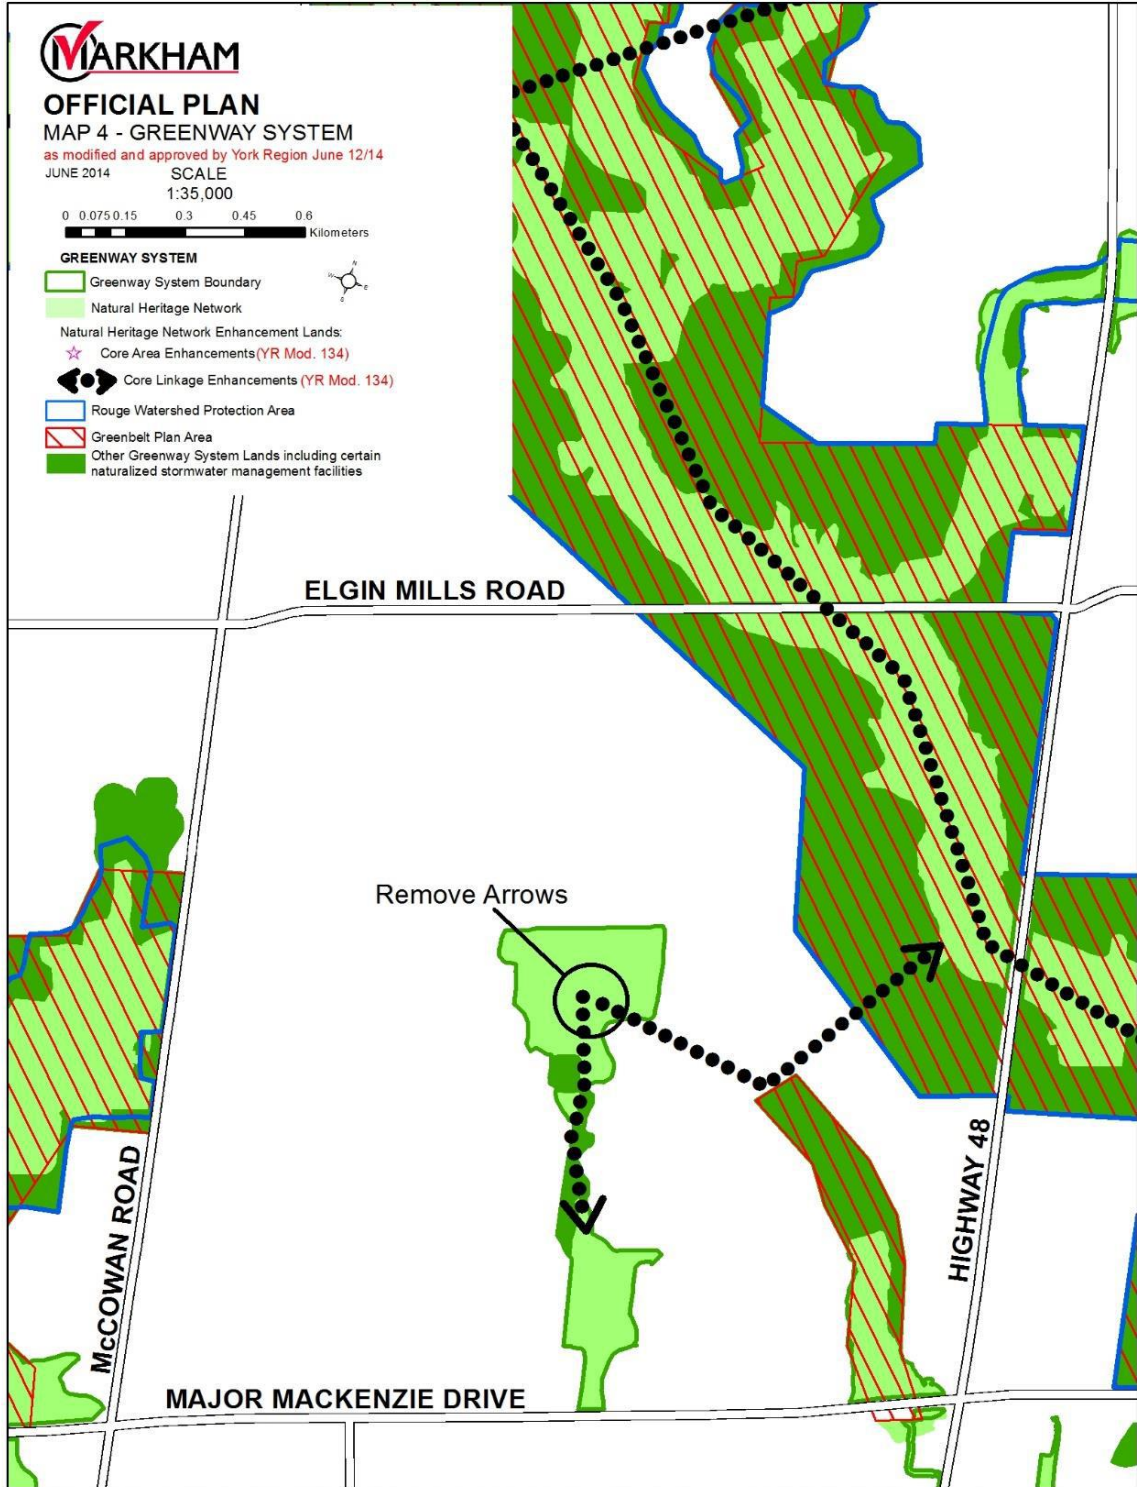 MARKHAM
OFFICIAL PLAN
MAP 4 - GREENWAY SYSTEM
as modified and approved by York Region June 12/14
JUNE 2014 SCALE
1:35,000
0 0.075 0.15 0.3 0.45 0.6
Kilometers
GREENWAY SYSTEM
N
W E
S
Greenway System Boundary
Natural Heritage Network
Natural Heritage Network Enhancement Lands:
Core Area Enhancements (YR Mod. 134)
Core Linkage Enhancements (YR Mod. 134)
Rouge Watershed Protection Area
Greenbelt Plan Area
Other Greenway System Lands including certain
naturalized stormwater management facilities
ELGIN MILLS ROAD
Remove Arrows
McCOWAN ROAD
HIGHWAY 48
MAJOR MACKENZIE DRIVE